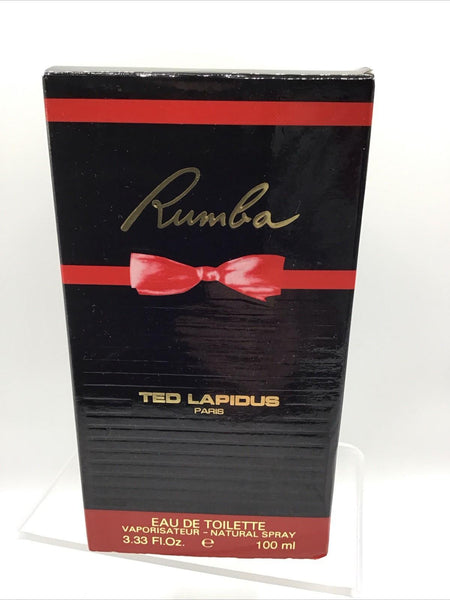 Rumba
TED LAPIDUS
PARIS
EAU DE TOILETTE
VAPORISATEUR - NATURAL SPRAY
3.33 Fl.Oz. ℮ 100 ml